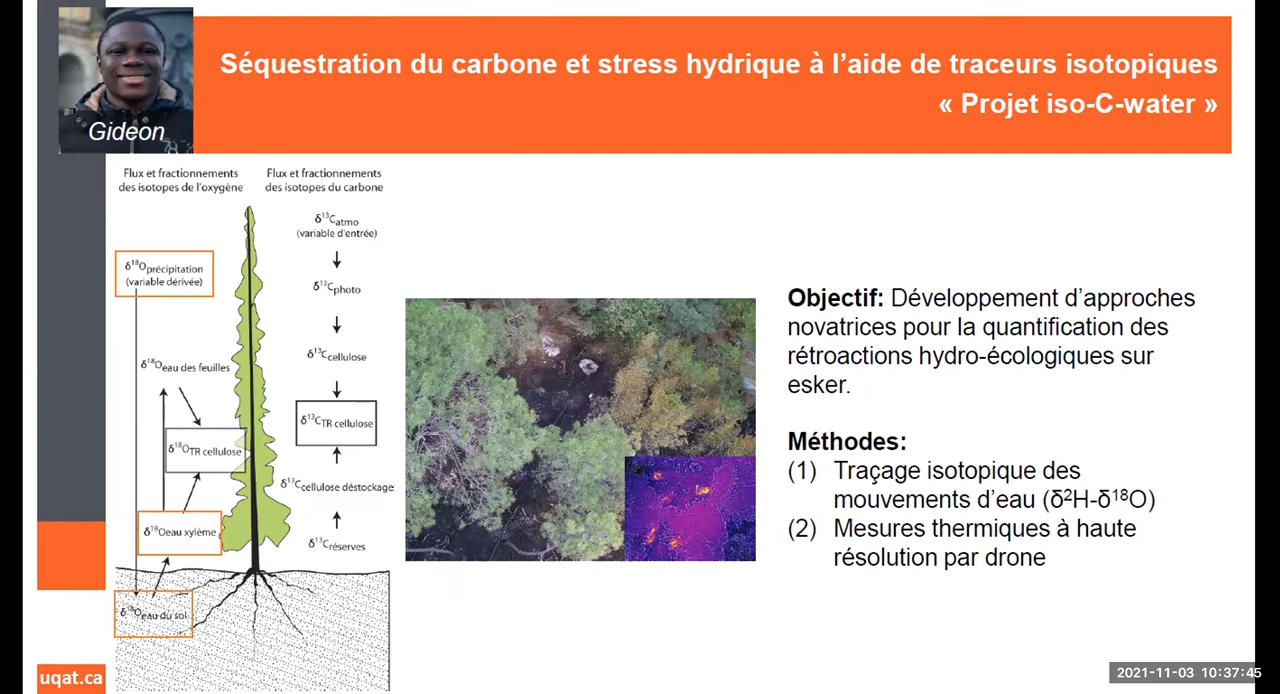 Séquestration du carbone et stress hydrique à l’aide de traceurs isotopiques
« Projet iso-C-water »
Gideon
Flux et fractionnements
des isotopes de l’oxygène
Flux et fractionnements
des isotopes du carbone
δ¹³Catmo
(variable d’entrée)
δ¹⁸Oprécipitation
(variable dérivée)
δ¹³Cphoto
δ¹³Ccellulose
δ¹⁸Oeau des feuilles
δ¹³CTR cellulose
δ¹⁸OTR cellulose
δ¹³Ccellulose déstockage
δ¹⁸Oeau xylème
δ¹³Créserves
δ¹⁸Oeau du sol
Objectif: Développement d’approches
novatrices pour la quantification des
rétroactions hydro-écologiques sur
esker.
Méthodes:
(1) Traçage isotopique des
mouvements d’eau (δ²H-δ¹⁸O)
(2) Mesures thermiques à haute
résolution par drone
uqat.ca
2021-11-03 10:37:45